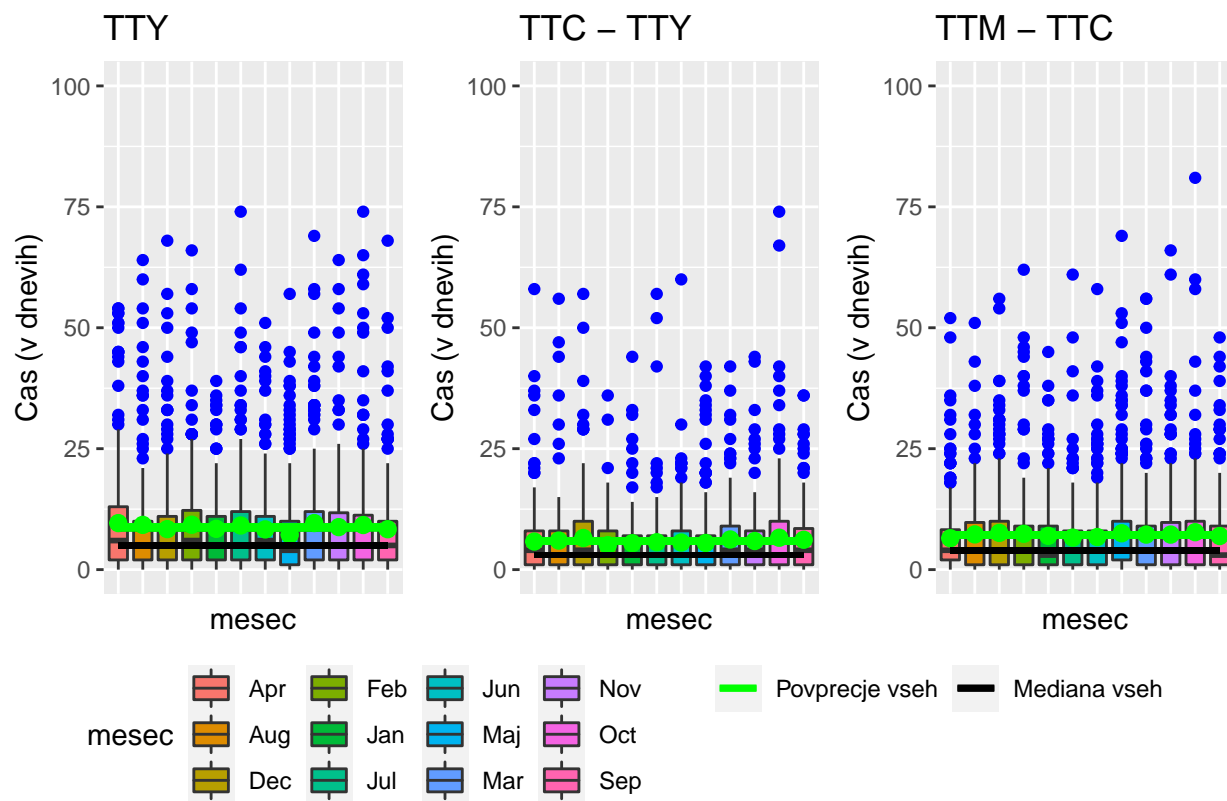 TTY
TTC – TTY
TTM – TTC
Cas (v dnevih)
100
75
50
25
0
mesec
Cas (v dnevih)
100
75
50
25
0
mesec
Cas (v dnevih)
100
75
50
25
0
mesec
mesec
Apr
Aug
Dec
Feb
Jan
Jul
Jun
Maj
Mar
Nov
Oct
Sep
Povprecje vseh
Mediana vseh